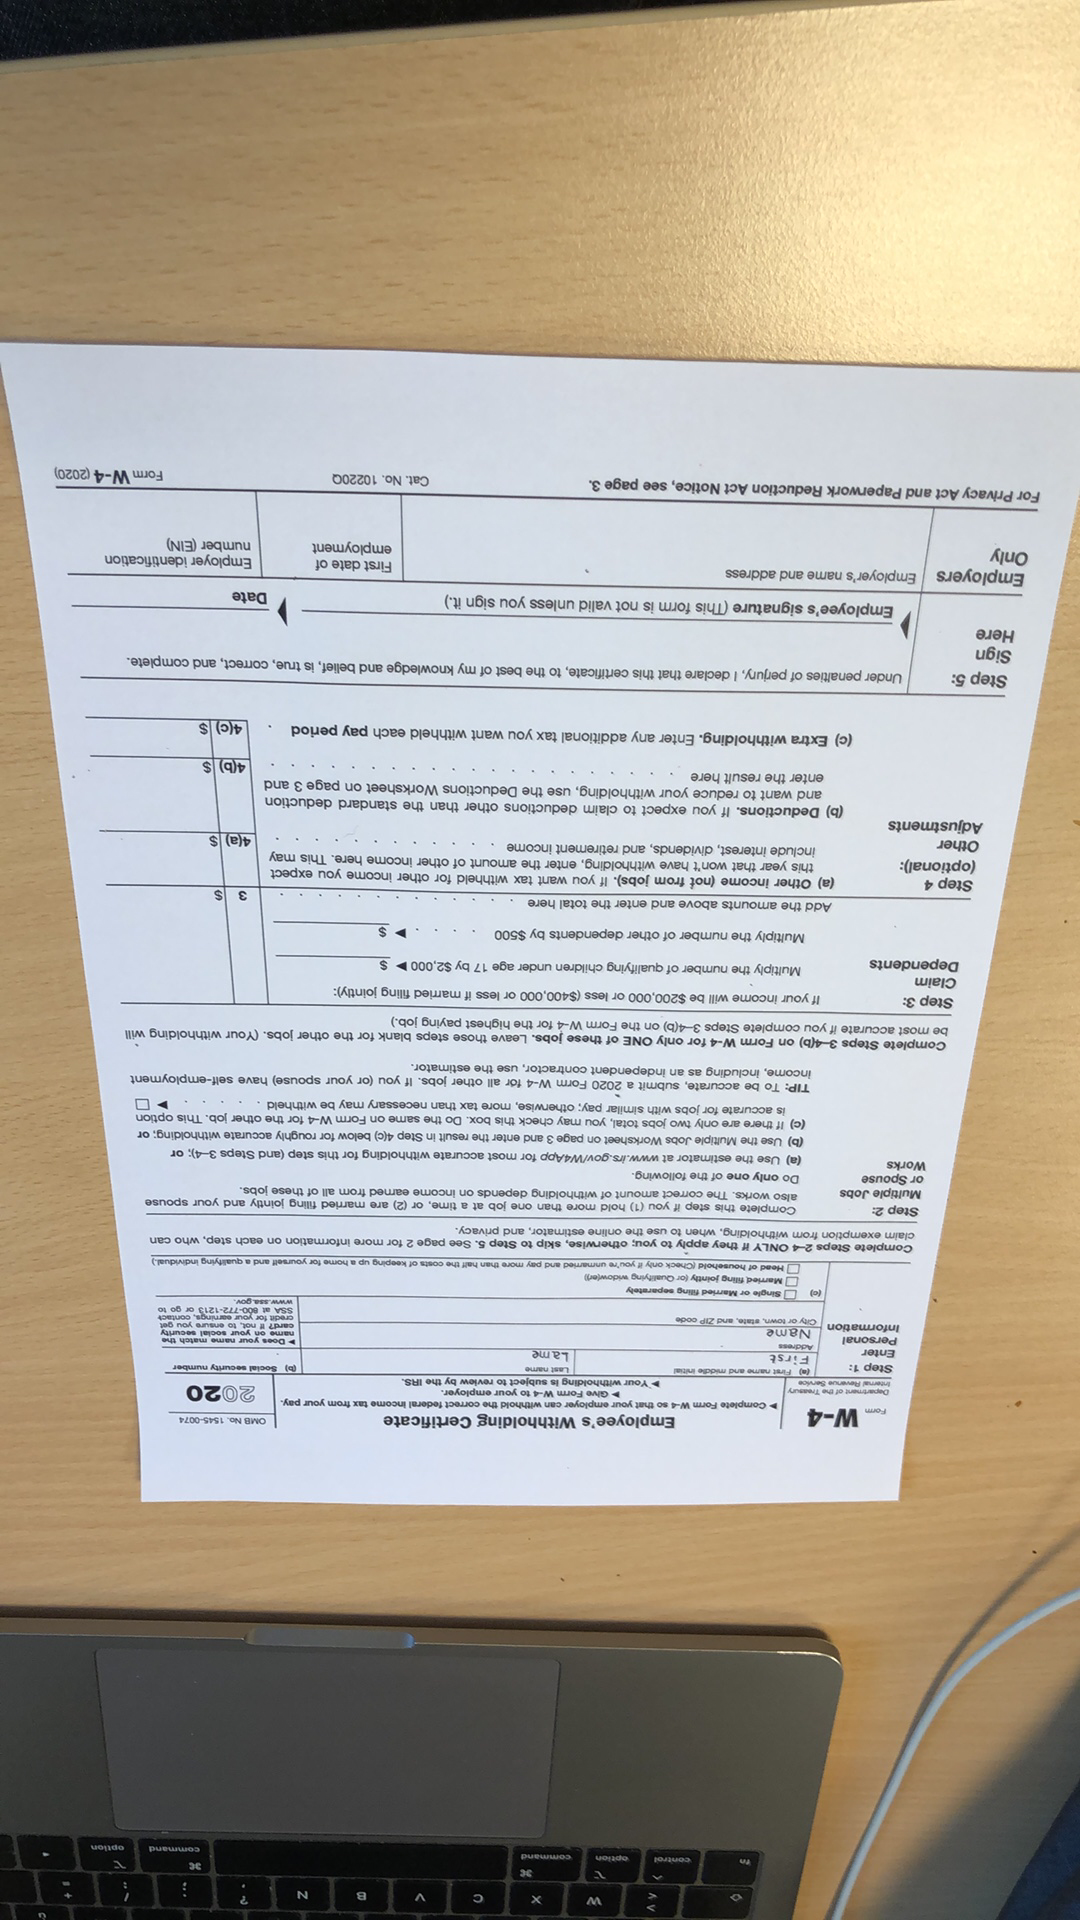 Form W-4
Department of the Treasury
Internal Revenue Service
Employee's Withholding Certificate
▶ Complete Form W-4 so that your employer can withhold the correct federal income tax from your pay.
▶ Give Form W-4 to your employer.
▶ Your withholding is subject to review by the IRS.
OMB No. 1545-0074
2020
Step 1:
Enter
Personal
Information
(a) First name and middle initial
First
Last name
Lame
(b) Social security number
Address
Name
City or town, state, and ZIP code
▶ Does your name match the
name on your social security
card? If not, to ensure you get
credit for your earnings, contact
SSA at 800-772-1213 or go to
www.ssa.gov.
(c) Single or Married filing separately
Married filing jointly (or Qualifying widow(er))
Head of household (Check only if you're unmarried and pay more than half the costs of keeping up a home for yourself and a qualifying individual.)
Complete Steps 2–4 ONLY if they apply to you; otherwise, skip to Step 5. See page 2 for more information on each step, who can
claim exemption from withholding, when to use the online estimator, and privacy.
Step 2:
Multiple Jobs
or Spouse
Works
Complete this step if you (1) hold more than one job at a time, or (2) are married filing jointly and your spouse
also works. The correct amount of withholding depends on income earned from all of these jobs.
Do only one of the following.
(a) Use the estimator at www.irs.gov/W4App for most accurate withholding for this step (and Steps 3–4); or
(b) Use the Multiple Jobs Worksheet on page 3 and enter the result in Step 4(c) below for roughly accurate withholding; or
(c) If there are only two jobs total, you may check this box. Do the same on Form W-4 for the other job. This option
is accurate for jobs with similar pay; otherwise, more tax than necessary may be withheld . . . . . ▶
TIP: To be accurate, submit a 2020 Form W-4 for all other jobs. If you (or your spouse) have self-employment
income, including as an independent contractor, use the estimator.
Complete Steps 3–4(b) on Form W-4 for only ONE of these jobs. Leave those steps blank for the other jobs. (Your withholding will
be most accurate if you complete Steps 3–4(b) on the Form W-4 for the highest paying job.)
Step 3:
Claim
Dependents
If your income will be $200,000 or less ($400,000 or less if married filing jointly):
Multiply the number of qualifying children under age 17 by $2,000 ▶ $
Multiply the number of other dependents by $500 . . . . ▶ $
Add the amounts above and enter the total here . . . . . . . . . . . . . 3 $
Step 4
(optional):
Other
Adjustments
(a) Other income (not from jobs). If you want tax withheld for other income you expect
this year that won't have withholding, enter the amount of other income here. This may
include interest, dividends, and retirement income . . . . . . . . . . . . 4(a) $
(b) Deductions. If you expect to claim deductions other than the standard deduction
and want to reduce your withholding, use the Deductions Worksheet on page 3 and
enter the result here . . . . . . . . . . . . . . . . . . . . . 4(b) $
(c) Extra withholding. Enter any additional tax you want withheld each pay period . 4(c) $
Step 5:
Sign
Here
Under penalties of perjury, I declare that this certificate, to the best of my knowledge and belief, is true, correct, and complete.
Employee's signature (This form is not valid unless you sign it.)
Date
Employers
Only
Employer's name and address
First date of
employment
Employer identification
number (EIN)
For Privacy Act and Paperwork Reduction Act Notice, see page 3.
Cat. No. 10220Q
Form W-4 (2020)
fn
control
option
command
command
option
> < W X C V B N ?